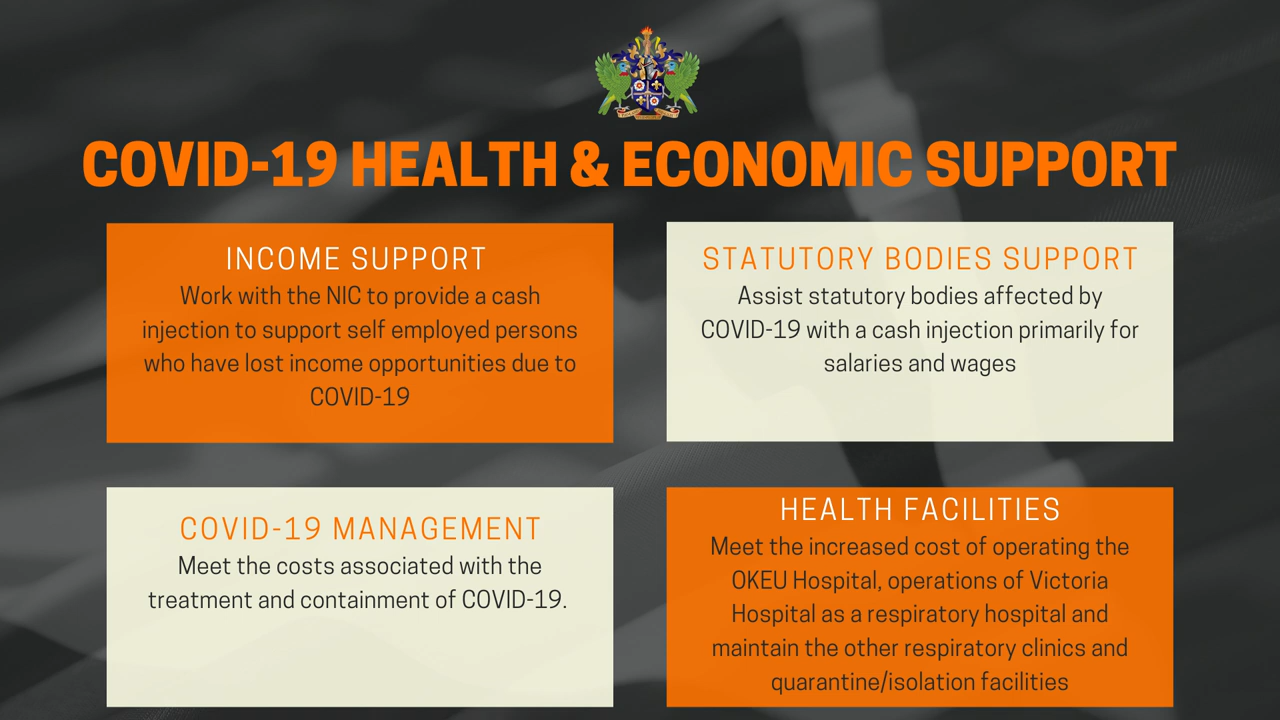 COVID-19 HEALTH & ECONOMIC SUPPORT
INCOME SUPPORT
Work with the NIC to provide a cash
injection to support self employed persons
who have lost income opportunities due to
COVID-19
STATUTORY BODIES SUPPORT
Assist statutory bodies affected by
COVID-19 with a cash injection primarily for
salaries and wages
COVID-19 MANAGEMENT
Meet the costs associated with the
treatment and containment of COVID-19.
HEALTH FACILITIES
Meet the increased cost of operating the
OKEU Hospital, operations of Victoria
Hospital as a respiratory hospital and
maintain the other respiratory clinics and
quarantine/isolation facilities